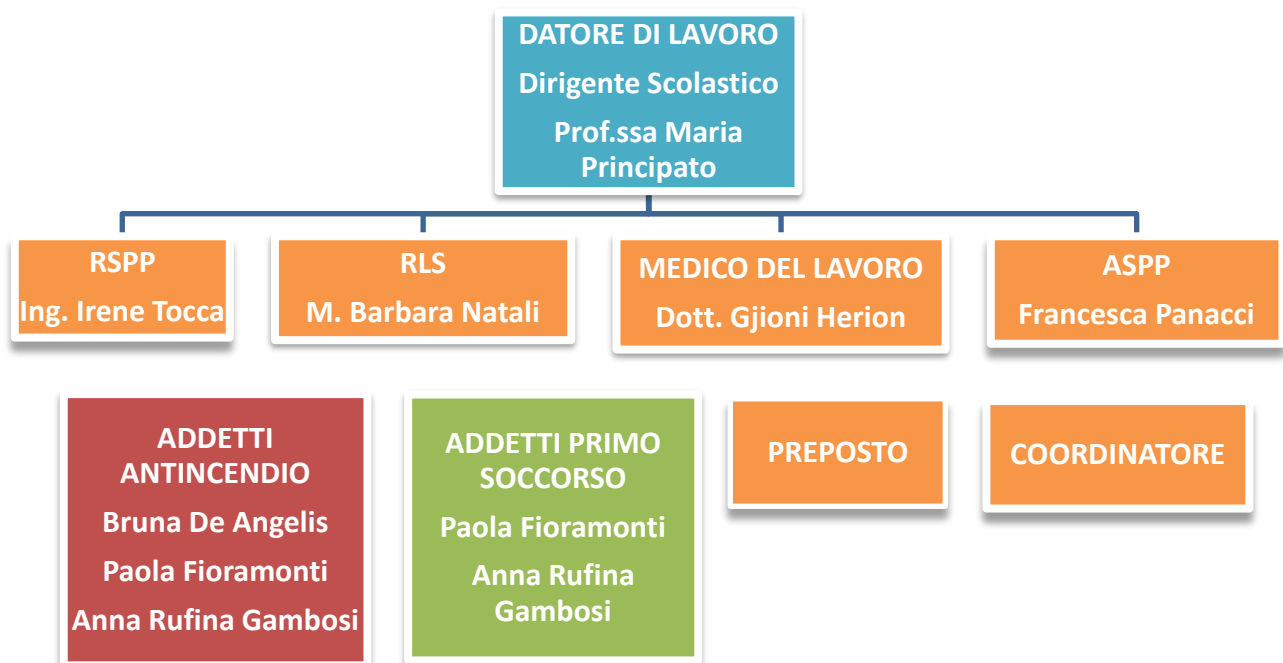 DATORE DI LAVORO
Dirigente Scolastico
Prof.ssa Maria
Principato
RSPP
Ing. Irene Tocca
RLS
M. Barbara Natali
MEDICO DEL LAVORO
Dott. Gjioni Herion
ASPP
Francesca Panacci
ADDETTI
ANTINCENDIO
Bruna De Angelis
Paola Fioramonti
Anna Rufina Gambosi
ADDETTI PRIMO
SOCCORSO
Paola Fioramonti
Anna Rufina
Gambosi
PREPOSTO
COORDINATORE